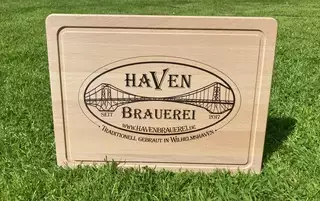 HAVEN
SEIT 2017
BRAUEREI
www.HAVENBRAUEREI.de
• TRADITIONELL GEBRAUT IN WILHELMSHAVEN •